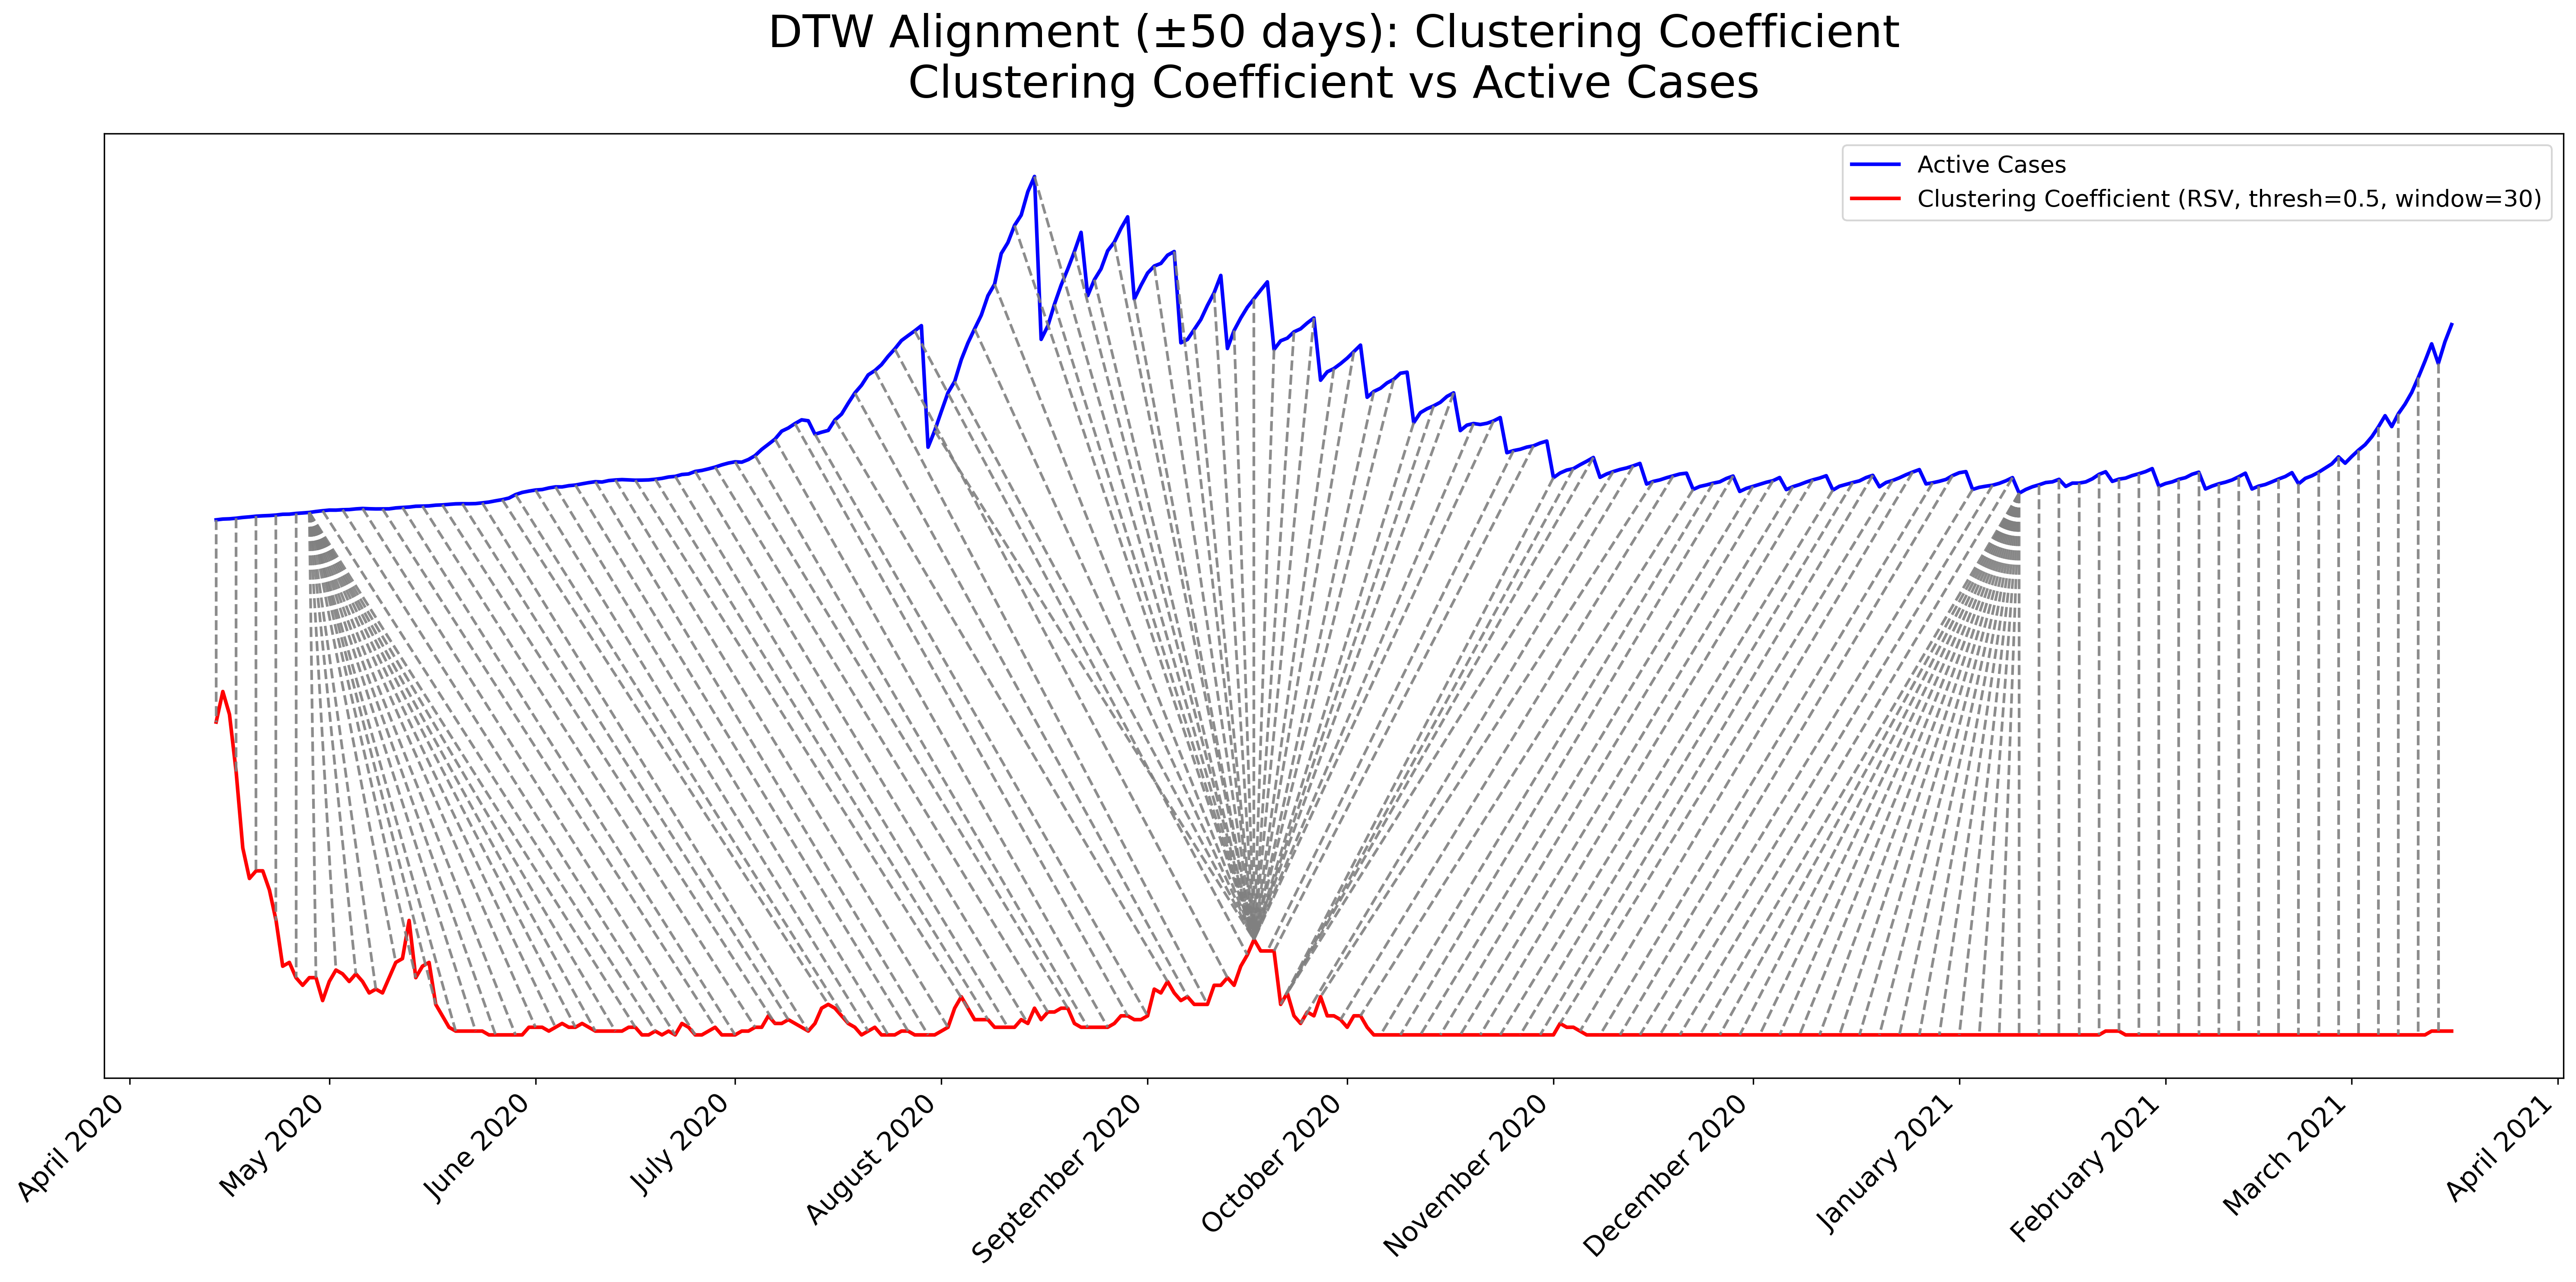 DTW Alignment (±50 days): Clustering Coefficient
Clustering Coefficient vs Active Cases
Active Cases
Clustering Coefficient (RSV, thresh=0.5, window=30)
April 2020
May 2020
June 2020
July 2020
August 2020
September 2020
October 2020
November 2020
December 2020
January 2021
February 2021
March 2021
April 2021